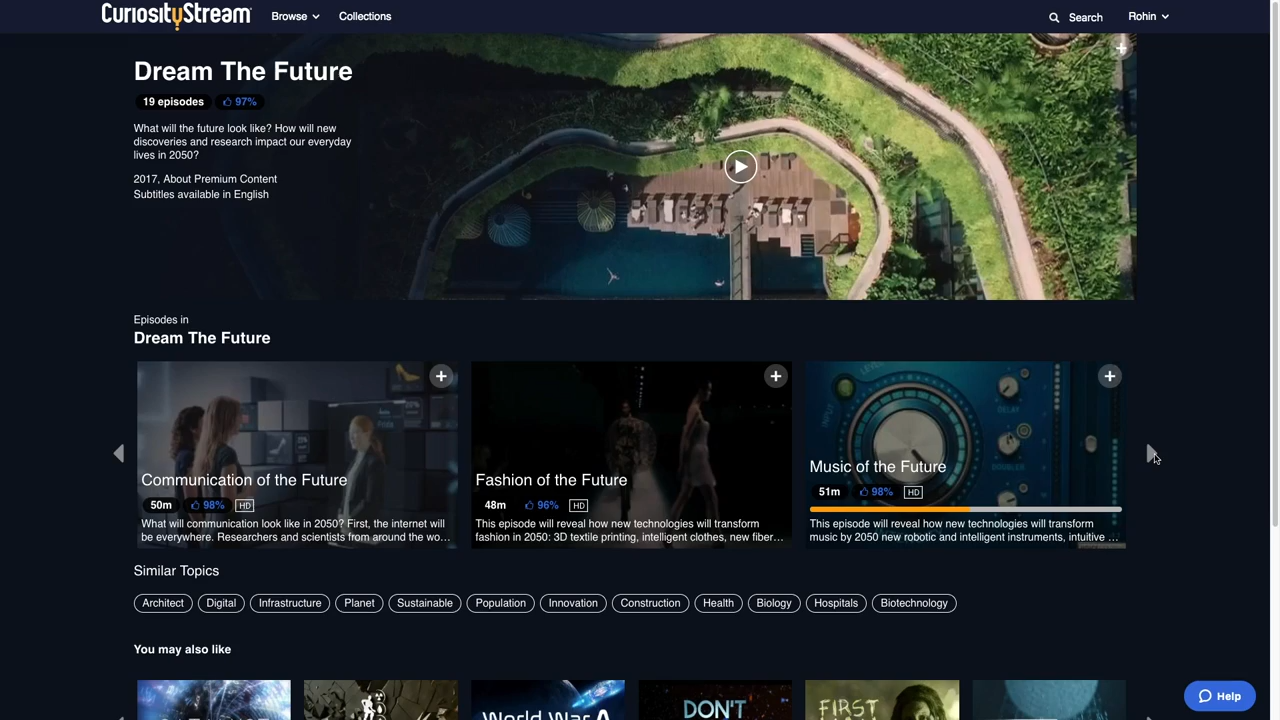 CURIOSITYSTREAM
Browse
Collections
Search
Rohin
Dream The Future
19 episodes
97%
What will the future look like? How will new
discoveries and research impact our everyday
lives in 2050?
2017, About Premium Content
Subtitles available in English
Episodes in
Dream The Future
Communication of the Future
50m
98%
HD
What will communication look like in 2050? First, the internet will
be everywhere. Researchers and scientists from around the wo…
Fashion of the Future
48m
96%
HD
This episode will reveal how new technologies will transform
fashion in 2050: 3D textile printing, intelligent clothes, new fiber…
LEVEL
INPUT
DELAY
DOUBLER
Music of the Future
51m
98%
HD
This episode will reveal how new technologies will transform
music by 2050 new robotic and intelligent instruments, intuitive …
Similar Topics
Architect
Digital
Infrastructure
Planet
Sustainable
Population
Innovation
Construction
Health
Biology
Hospitals
Biotechnology
You may also like
World War A
DON'T
FIRST
Help